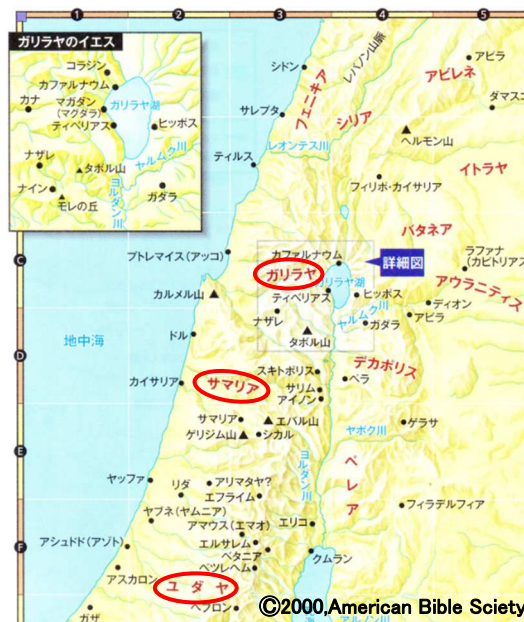 1
2
3
4
5
ガリラヤのイエス
コラジン
カファルナウム
カナ
マガダン
(マクダラ)
ガリラヤ湖
ティベリアス
ヒッポス
ナザレ
タボル山
ヤルムク川
ナイン
モレの丘
ヨルダン川
ガダラ
シドン
レバノン山脈
アビラ
アビレネ
フェニキア
シリア
ダマスコ
サレプタ
ヘルモン山
レオンテス川
ティルス
イトラヤ
フィリポ・カイサリア
バタネア
プトレマイス(アッコ)
C
カファルナウム
詳細図
ラファナ
(カピトリアス)
ガリラヤ
アウラニティス
カルメル山
ティベリアス
ヒッポス
ディオン
ナザレ
ヤルムク川
アビラ
ガダラ
地中海
ドル
タボル山
D
デカポリス
スキトポリス
カイサリア
サマリア
サリム
ペラ
アイノン
サマリア
エバル山
ゲラサ
ゲリジム山
シカル
ヤボク川
E
ヨルダン川
ペレア
ヤッファ
リダ
アリマタヤ?
エフライム
フィラデルフィア
ヤブネ(ヤムニア)
アマウス(エマオ)
エリコ
アシュドド(アゾト)
F
エルサレム
ベタニア
クムラン
アスカロン
ベツレヘム
ユダヤ
ガザ
ヘブロン
アルノン川
©2000,American Bible Sciety